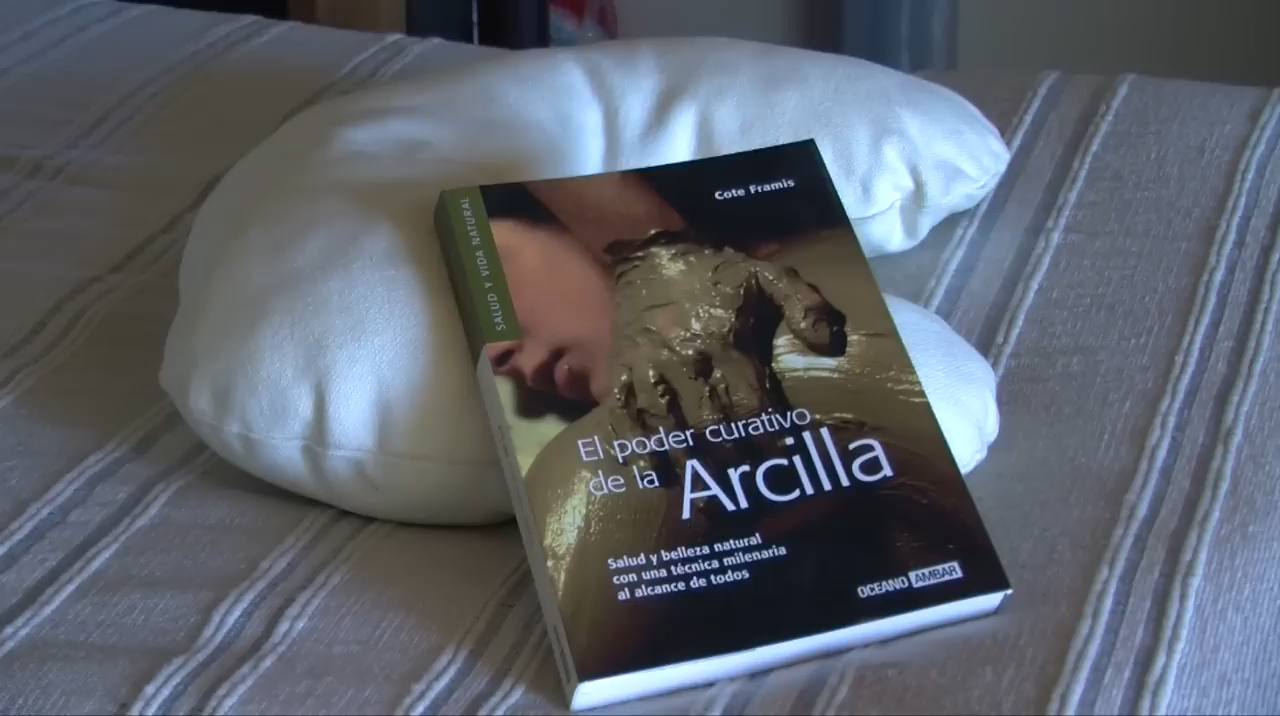 Cote Framis
SALUD Y VIDA NATURAL
El poder curativo
de la Arcilla
Salud y belleza natural
con una técnica milenaria
al alcance de todos
OCEANO AMBAR